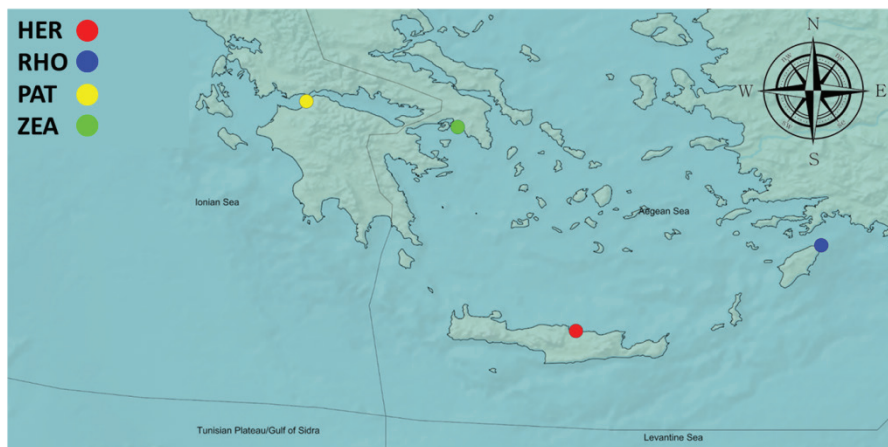 HER
RHO
PAT
ZEA
N
W
E
S
Ionian Sea
Aegean Sea
Tunisian Plateau/Gulf of Sidra
Levantine Sea